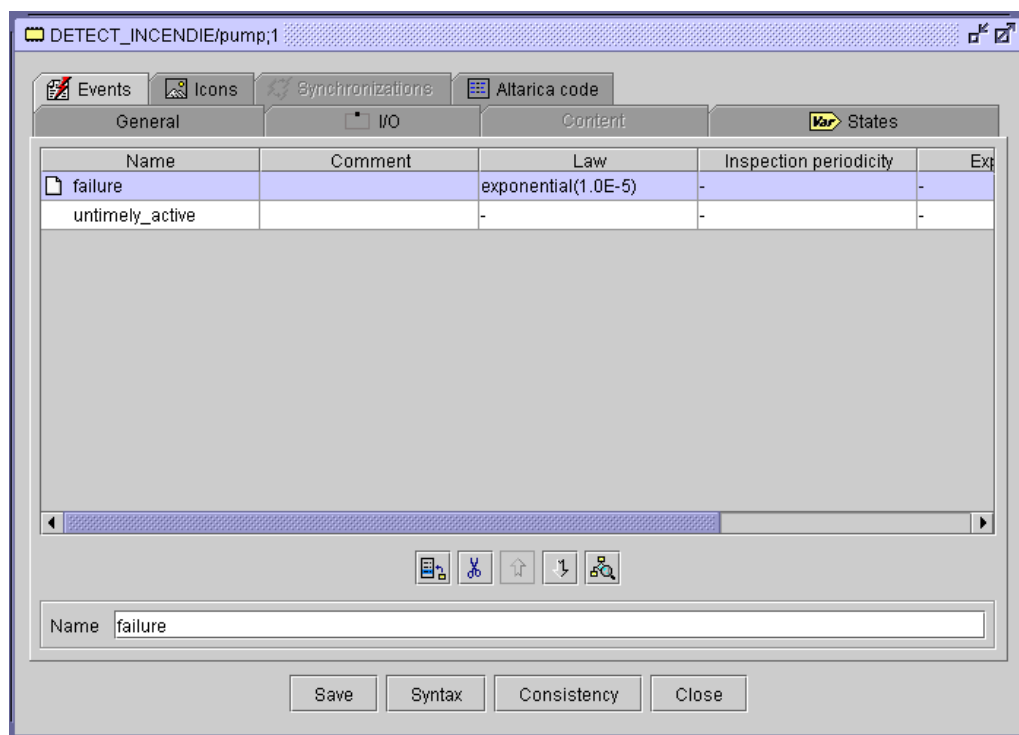 DETECT_INCENDIE/pump;1
Events Icons Synchronizations Altarica code
General I/O Content Var States
Name Comment Law Inspection periodicity Exp
failure exponential(1.0E-5) - -
untimely_active - - -
Name failure
Save Syntax Consistency Close